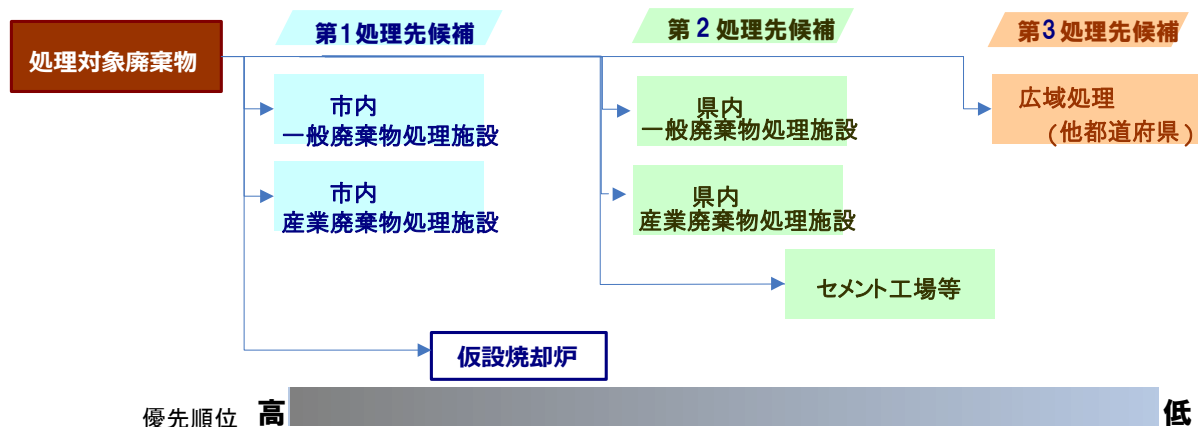 第1処理先候補
第2処理先候補
第3処理先候補
処理対象廃棄物
市内
一般廃棄物処理施設
県内
一般廃棄物処理施設
広域処理
(他都道府県)
市内
産業廃棄物処理施設
県内
産業廃棄物処理施設
セメント工場等
仮設焼却炉
優先順位 高 低